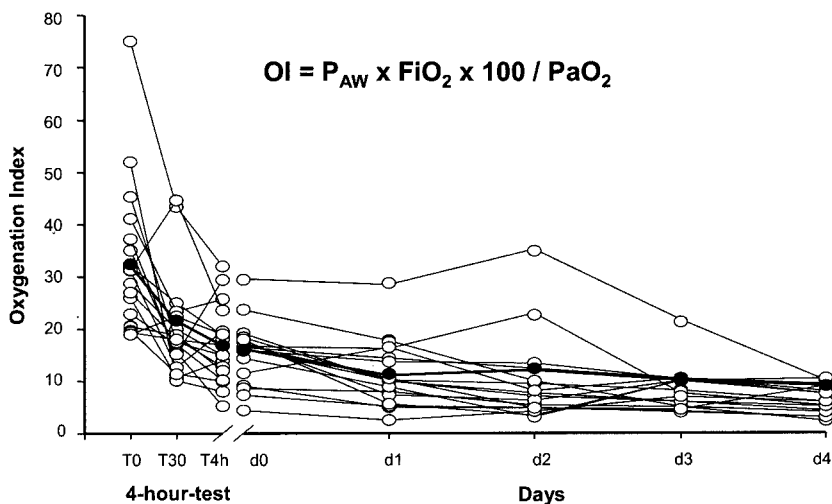 80
OI = P_AW x FiO₂ x 100 / PaO₂
70
60
50
40
30
20
10
0
Oxygenation Index
T0 T30 T4h d0 d1 d2 d3 d4
4-hour-test Days